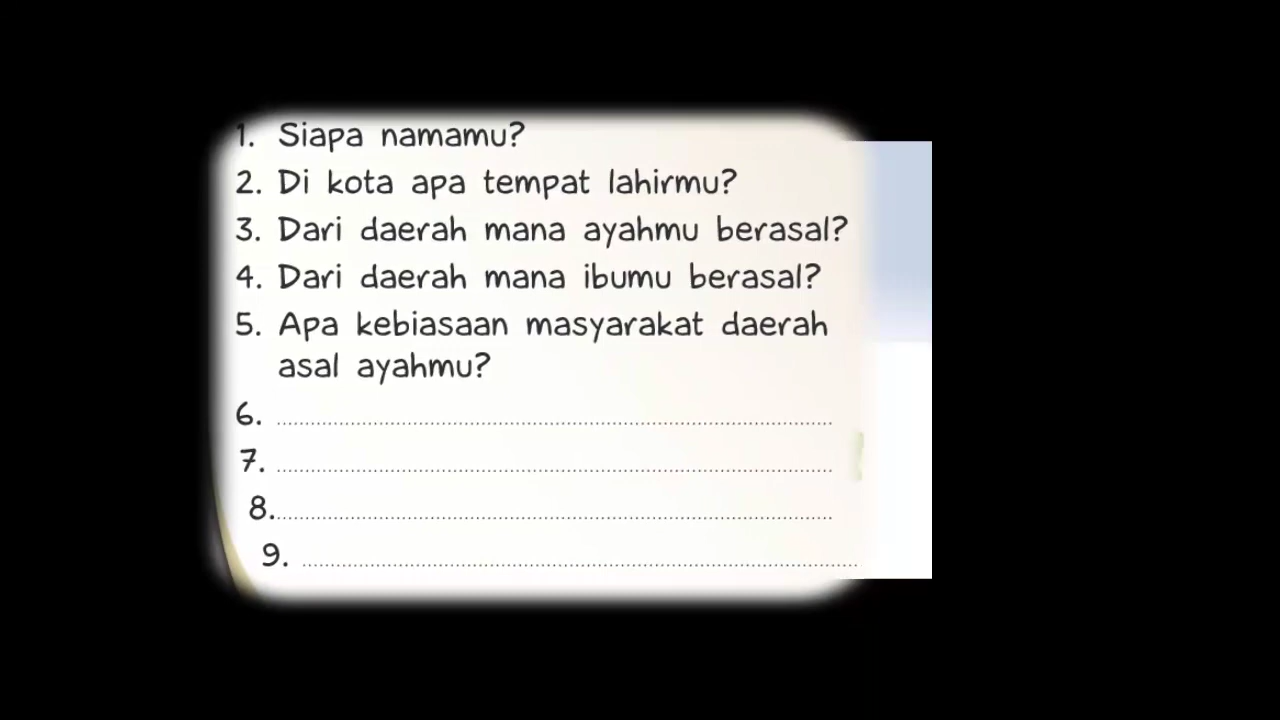 1. Siapa namamu?
2. Di kota apa tempat lahirmu?
3. Dari daerah mana ayahmu berasal?
4. Dari daerah mana ibumu berasal?
5. Apa kebiasaan masyarakat daerah
asal ayahmu?
6. ........................................................
7. ........................................................
8. ........................................................
9. ........................................................